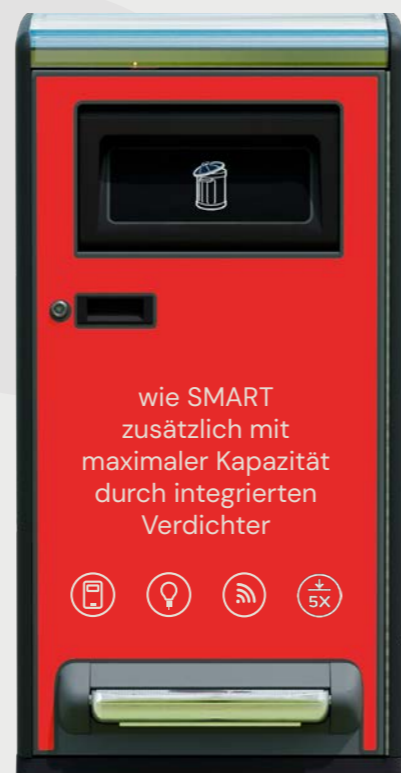 wie SMART
zusätzlich mit
maximaler Kapazität
durch integrierten
Verdichter
5X